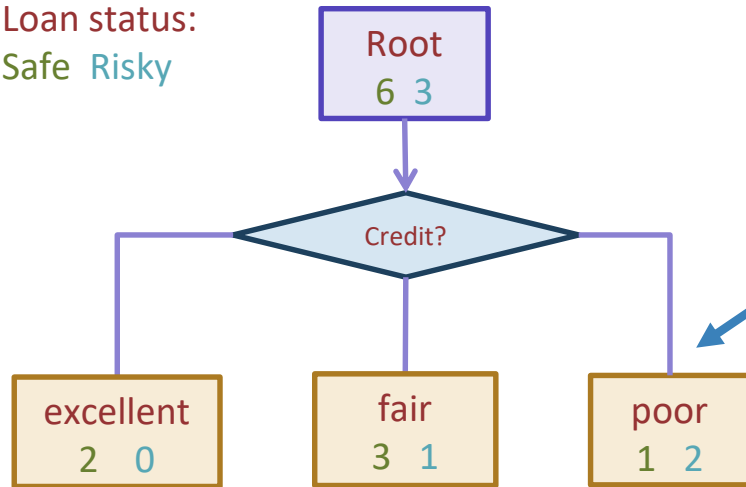 Loan status:
Safe Risky
Root
6 3
Credit?
excellent
2 0
fair
3 1
poor
1 2